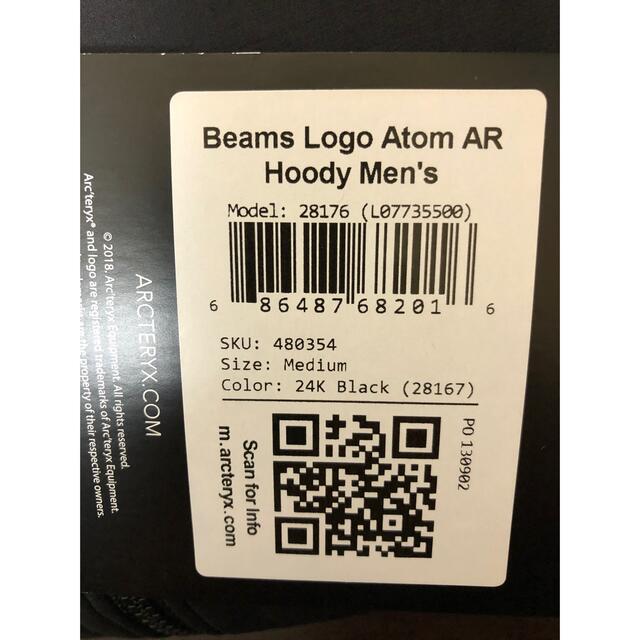 Beams Logo Atom AR
Hoody Men's
Model: 28176 (L07735500)
6 86487 68201 6
SKU: 480354
Size: Medium
Color: 24K Black (28167)
Scan for Info
m.arcteryx.com
PO 130902
ARCTERYX.COM
© 2018. Arc'teryx Equipment. All rights reserved.
Arc'teryx® and logo are registered trademarks of Arc'teryx Equipment.
the property of their respective owners.